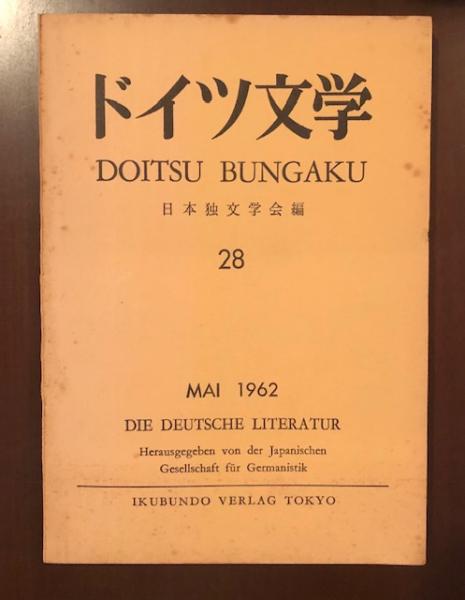 ドイツ文学
DOITSU BUNGAKU
日本独文学会編
28
MAI 1962
DIE DEUTSCHE LITERATUR
Herausgegeben von der Japanischen
Gesellschaft für Germanistik
IKUBUNDO VERLAG TOKYO